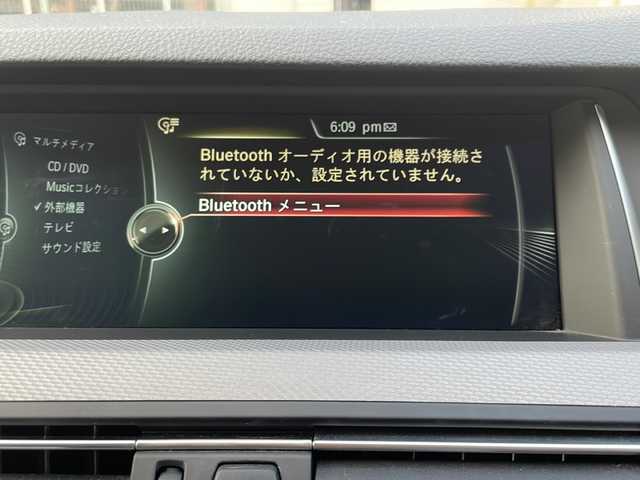 6:09 pm
マルチメディア
CD / DVD
Musicコレクション
外部機器
テレビ
サウンド設定
Bluetooth オーディオ用の機器が接続さ
れていないか、設定されていません。
Bluetooth メニュー